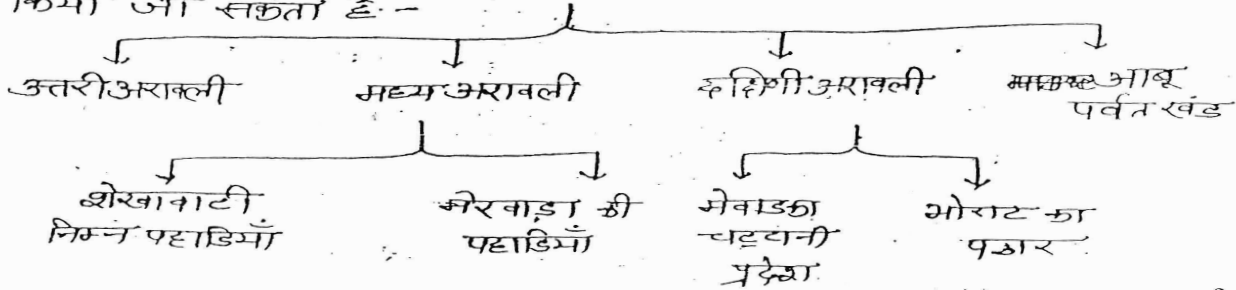 किया जा सकता है:-
उत्तरी अरावली
मध्य अरावली
दक्षिणी अरावली
आबू
पर्वत खंड
शेखावाटी
निम्न पहाडियाँ
मेरवाड़ा की
पहाडियाँ
मेवाडका
चट्टानी
प्रदेश
भोराट का
पठार